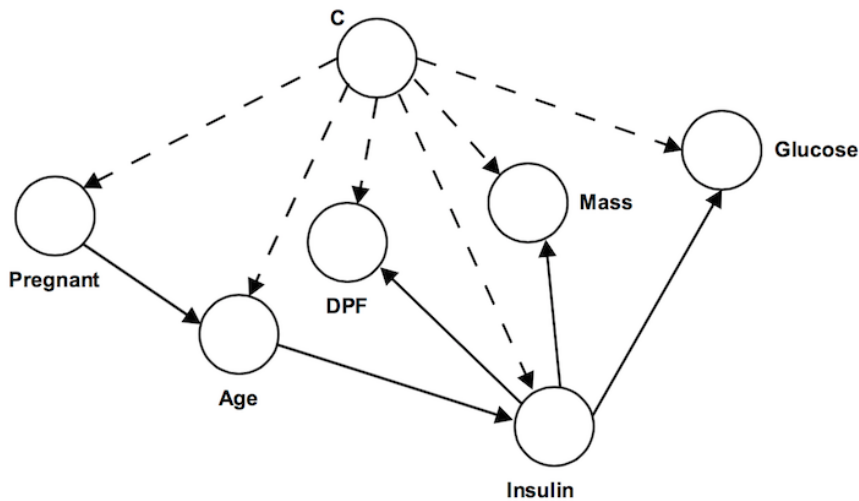 C
Glucose
Mass
Pregnant
DPF
Age
Insulin